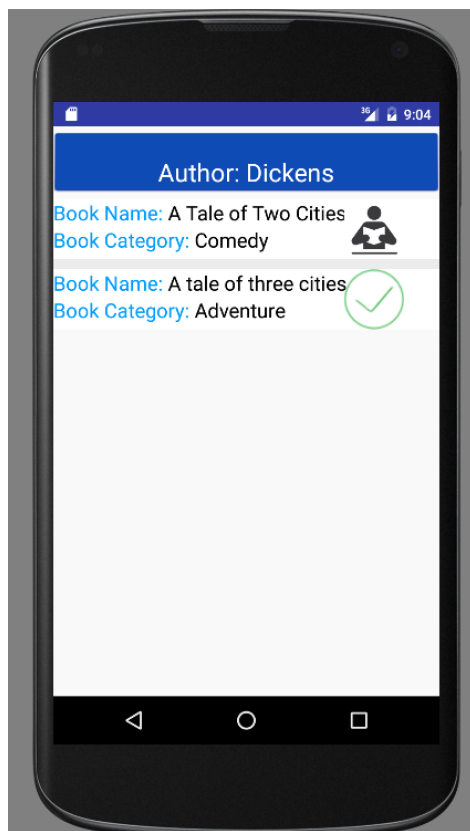 3G 9:04
Author: Dickens
Book Name: A Tale of Two Cities
Book Category: Comedy
Book Name: A tale of three cities
Book Category: Adventure